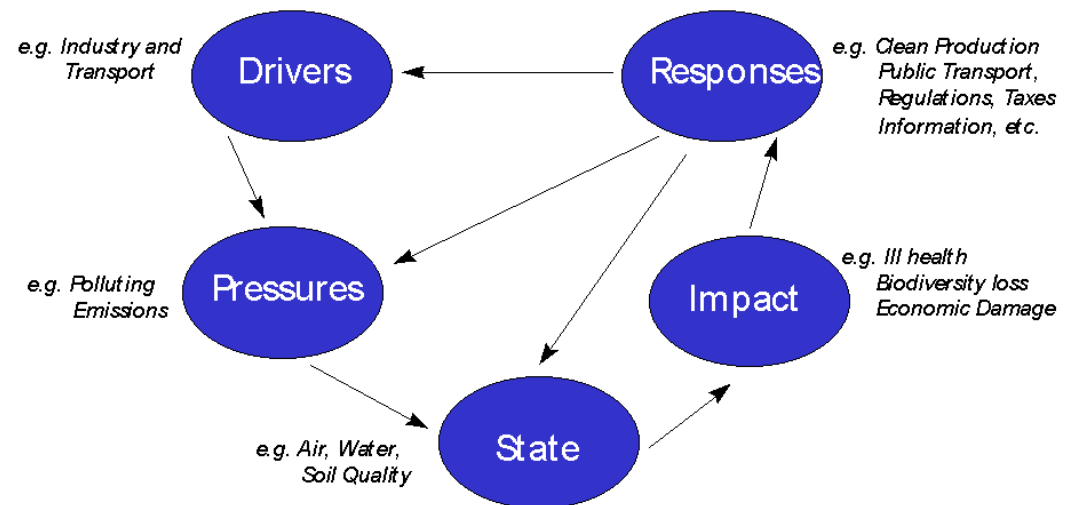 e.g. Industry and
Transport
Drivers
Responses
e.g. Clean Production
Public Transport,
Regulations, Taxes
Information, etc.
e.g. Polluting
Emissions
Pressures
Impact
e.g. Ill health
Biodiversity loss
Economic Damage
e.g. Air, Water,
Soil Quality
State